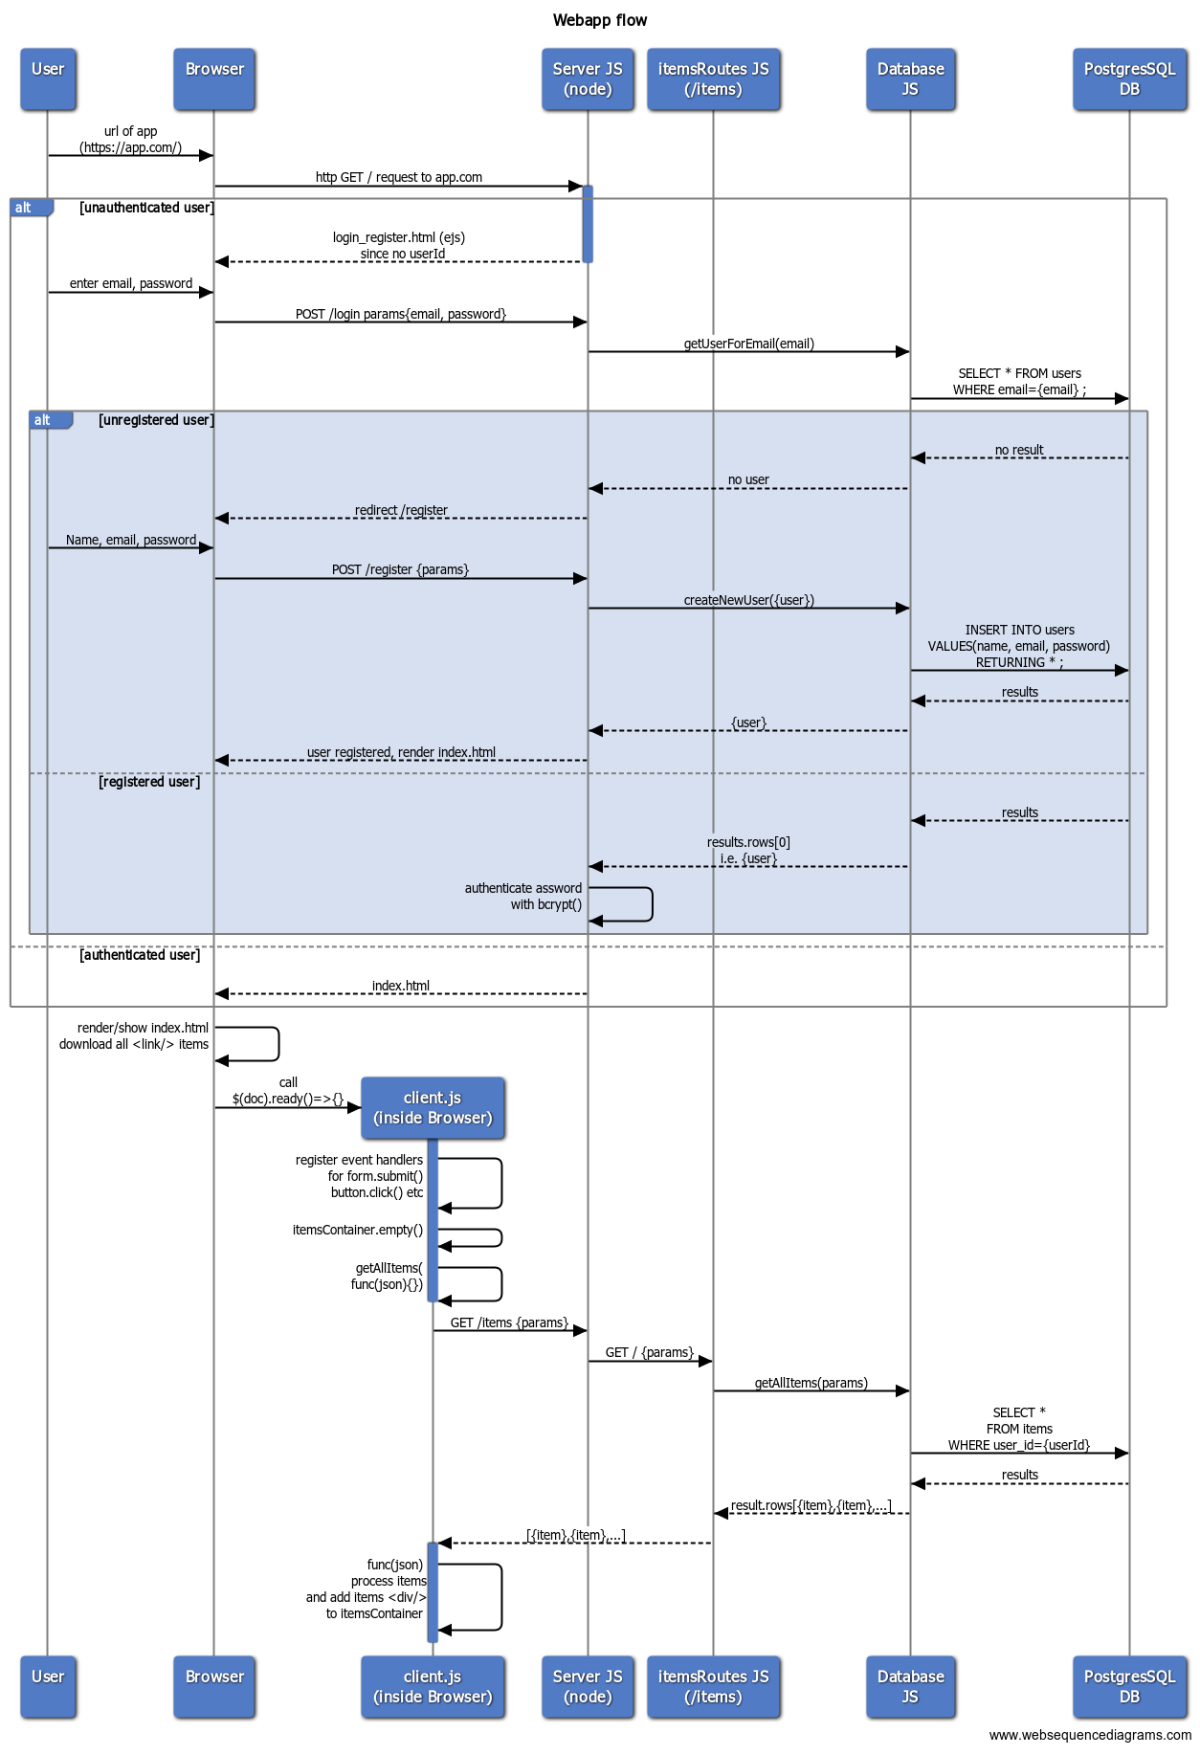 Webapp flow
User
Browser
Server JS
(node)
itemsRoutes JS
(/items)
Database
JS
PostgresSQL
DB
url of app
(https://app.com/)
http GET / request to app.com
alt
[unauthenticated user]
login_register.html (ejs)
since no userId
enter email, password
POST /login params{email, password}
getUserForEmail(email)
SELECT * FROM users
WHERE email={email} ;
alt
[unregistered user]
no result
no user
redirect /register
Name, email, password
POST /register {params}
createNewUser({user})
INSERT INTO users
VALUES(name, email, password)
RETURNING * ;
results
{user}
user registered, render index.html
[registered user]
results
results.rows[0]
i.e. {user}
authenticate assword
with bcrypt()
[authenticated user]
index.html
render/show index.html
download all <link/> items
call
$(doc).ready()=>{}
client.js
(inside Browser)
register event handlers
for form.submit()
button.click() etc
itemsContainer.empty()
getAllItems(
func(json){})
GET /items {params}
GET / {params}
getAllItems(params)
SELECT *
FROM items
WHERE user_id={userId}
results
result.rows[{item},{item},...]
[{item},{item},...]
func(json)
process items
and add items <div/>
to itemsContainer
User
Browser
client.js
(inside Browser)
Server JS
(node)
itemsRoutes JS
(/items)
Database
JS
PostgresSQL
DB
www.websequencediagrams.com